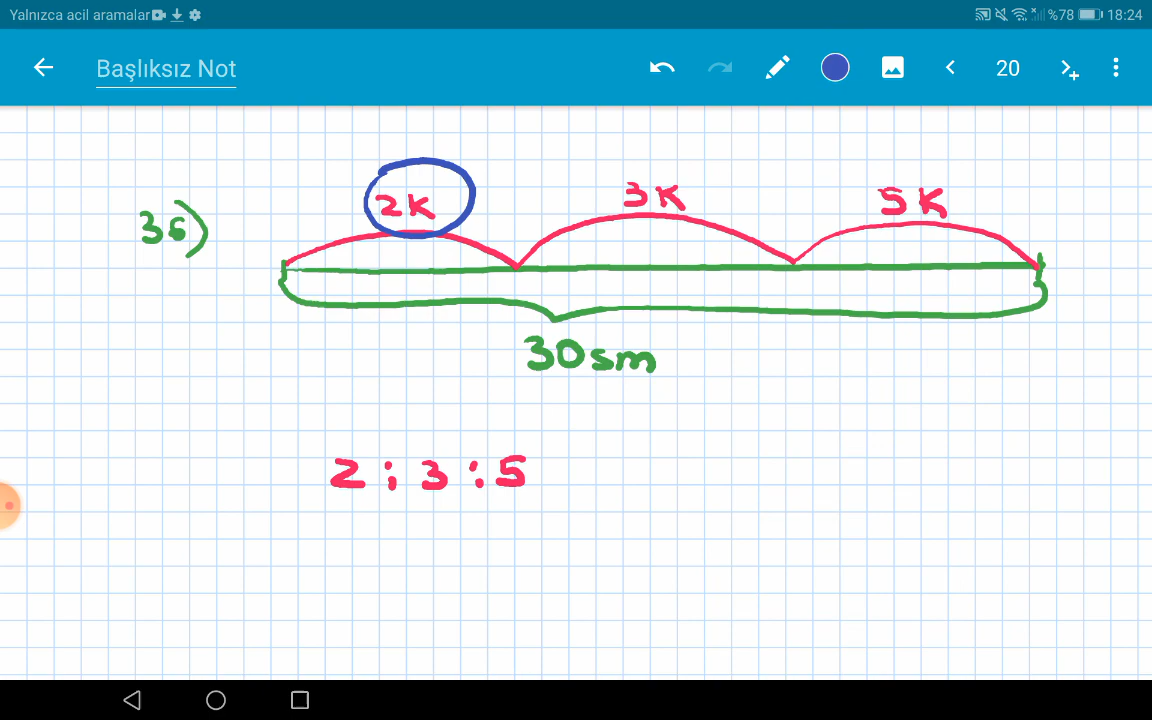 Yalnızca acil aramalar %78 18:24
Başlıksız Not 20
36) 2K 3K 5K
30sm
2 : 3 : 5